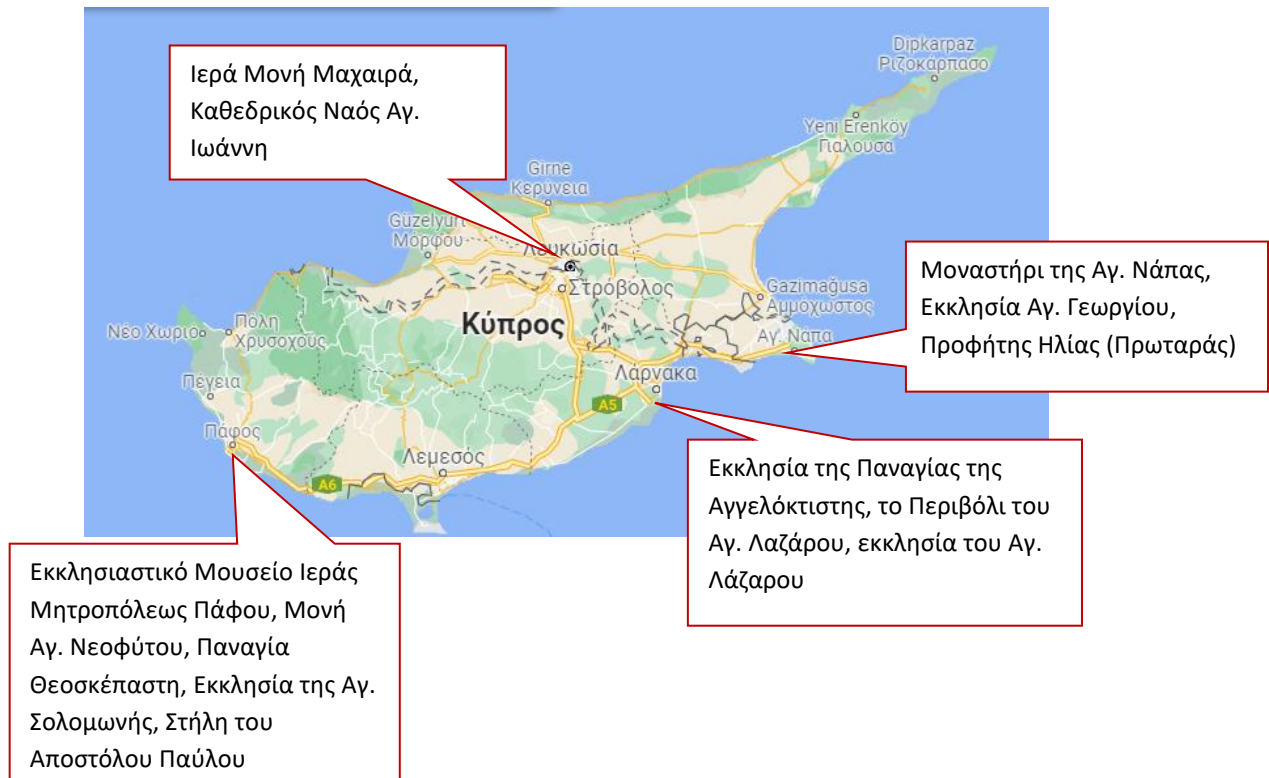 Ιερά Μονή Μαχαιρά,
Καθεδρικός Ναός Αγ.
Ιωάννη
Dipkarpaz
Ριζοκάρπασο
Yeni Erenköy
Γιαλουσα
Girne
Κερύνεια
Güzelyurt
Μόρφου
Λευκωσία
Στρόβολος
Gazimağusa
Αμμόχωστος
Αγ. Νάπα
Κύπρος
Νέο Χωριο
Πόλη
Χρυσοχούς
Πέγεια
Πάφος
Λάρνακα
A5
Λεμεσός
A6
Μοναστήρι της Αγ. Νάπας,
Εκκλησία Αγ. Γεωργίου,
Προφήτης Ηλίας (Πρωταράς)
Εκκλησία της Παναγίας της
Αγγελόκτιστης, το Περιβόλι του
Αγ. Λαζάρου, εκκλησία του Αγ.
Λάζαρου
Εκκλησιαστικό Μουσείο Ιεράς
Μητροπόλεως Πάφου, Μονή
Αγ. Νεοφύτου, Παναγία
Θεοσκέπαστη, Εκκλησία της Αγ.
Σολομωνής, Στήλη του
Αποστόλου Παύλου